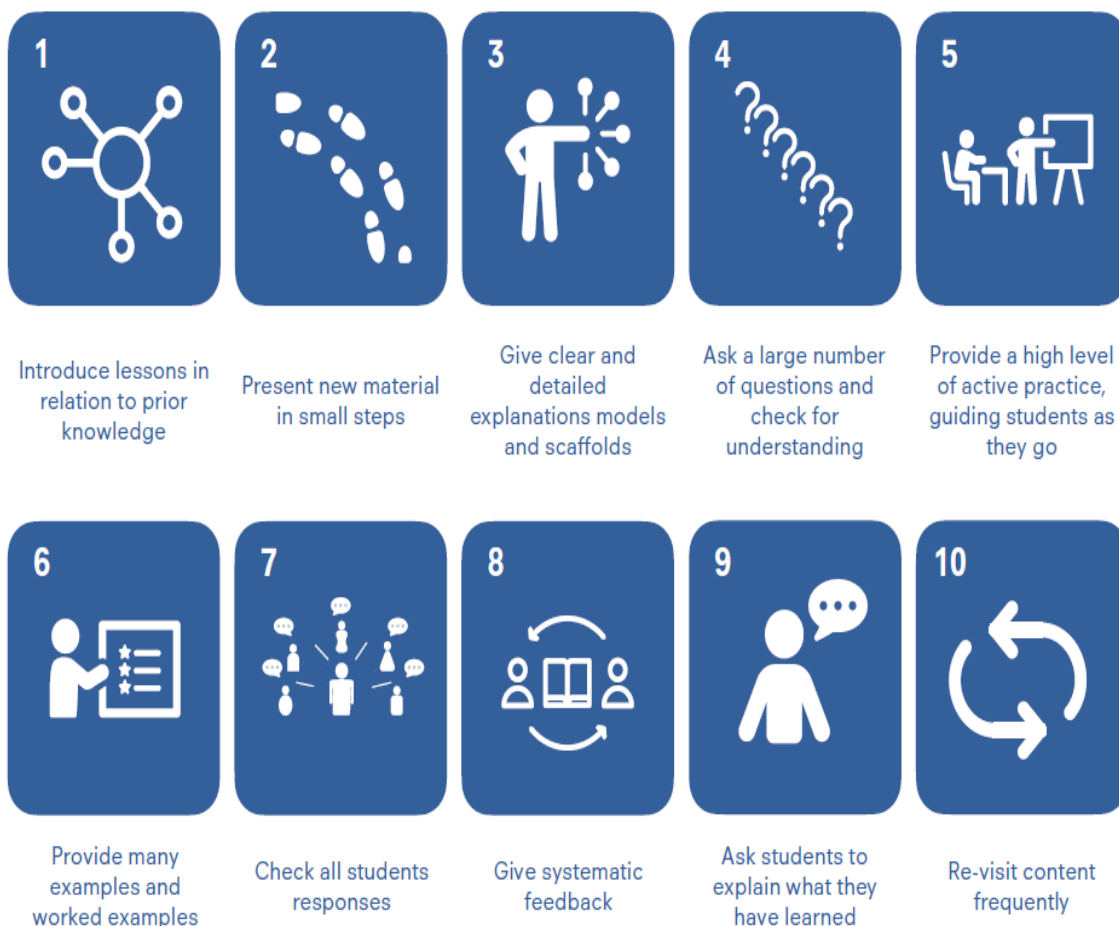 1
2
3
4
5
Introduce lessons in
relation to prior
knowledge
Present new material
in small steps
Give clear and
detailed
explanations models
and scaffolds
Ask a large number
of questions and
check for
understanding
Provide a high level
of active practice,
guiding students as
they go
6
7
8
9
10
Provide many
examples and
worked examples
Check all students
responses
Give systematic
feedback
Ask students to
explain what they
have learned
Re-visit content
frequently